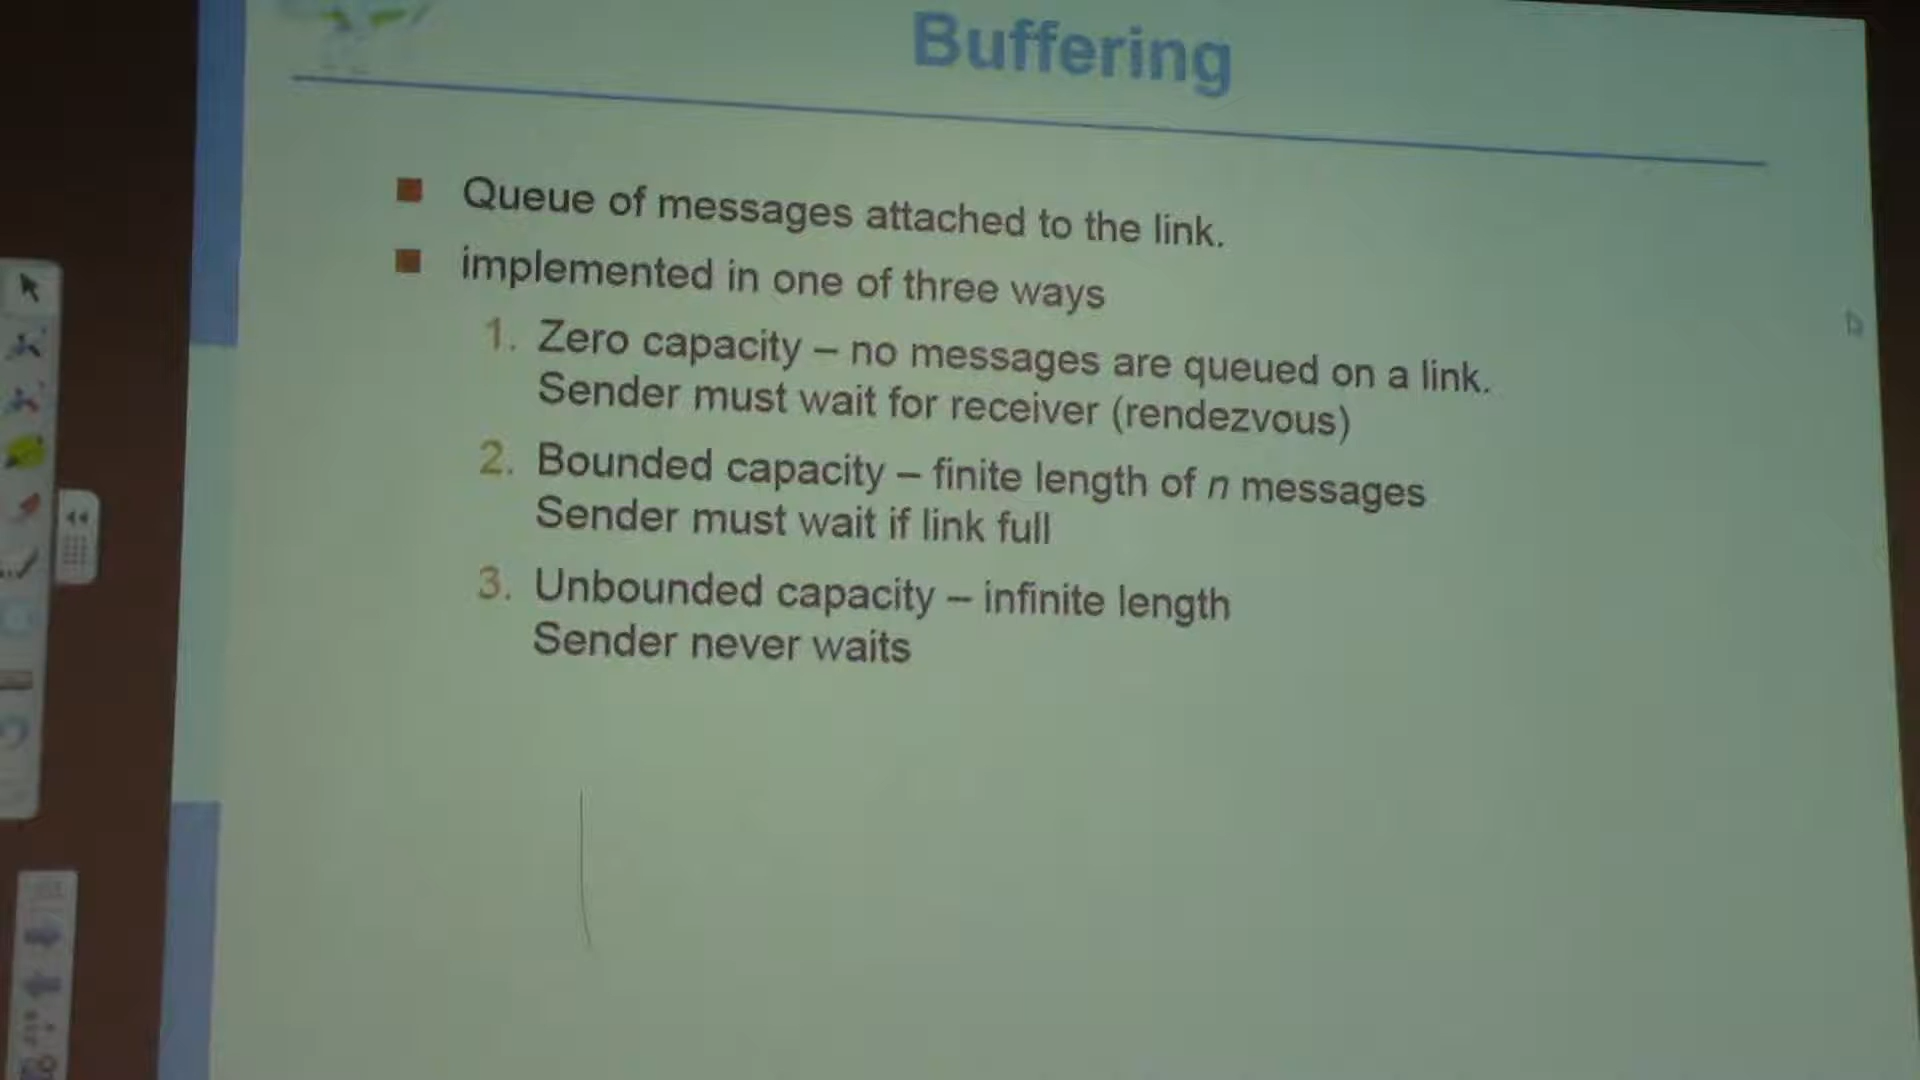 Buffering
Queue of messages attached to the link.
implemented in one of three ways
1. Zero capacity – no messages are queued on a link.
Sender must wait for receiver (rendezvous)
2. Bounded capacity – finite length of n messages
Sender must wait if link full
3. Unbounded capacity – infinite length
Sender never waits